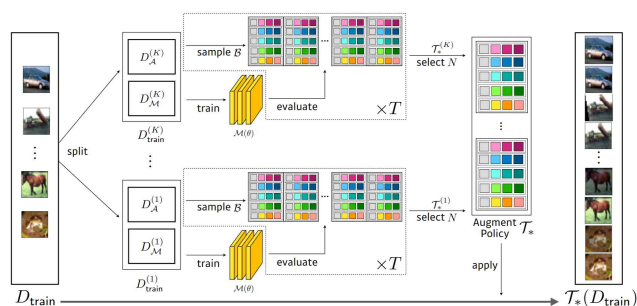 D_A^(K)
D_M^(K)
D_train^(K)
sample B
train
M(θ)
evaluate
...
×T
T_*^(K)
select N
split
⋮
D_A^(1)
D_M^(1)
D_train^(1)
sample B
train
M(θ)
evaluate
...
×T
T_*^(1)
select N
Augment
Policy T_*
apply
D_train
T_*(D_train)